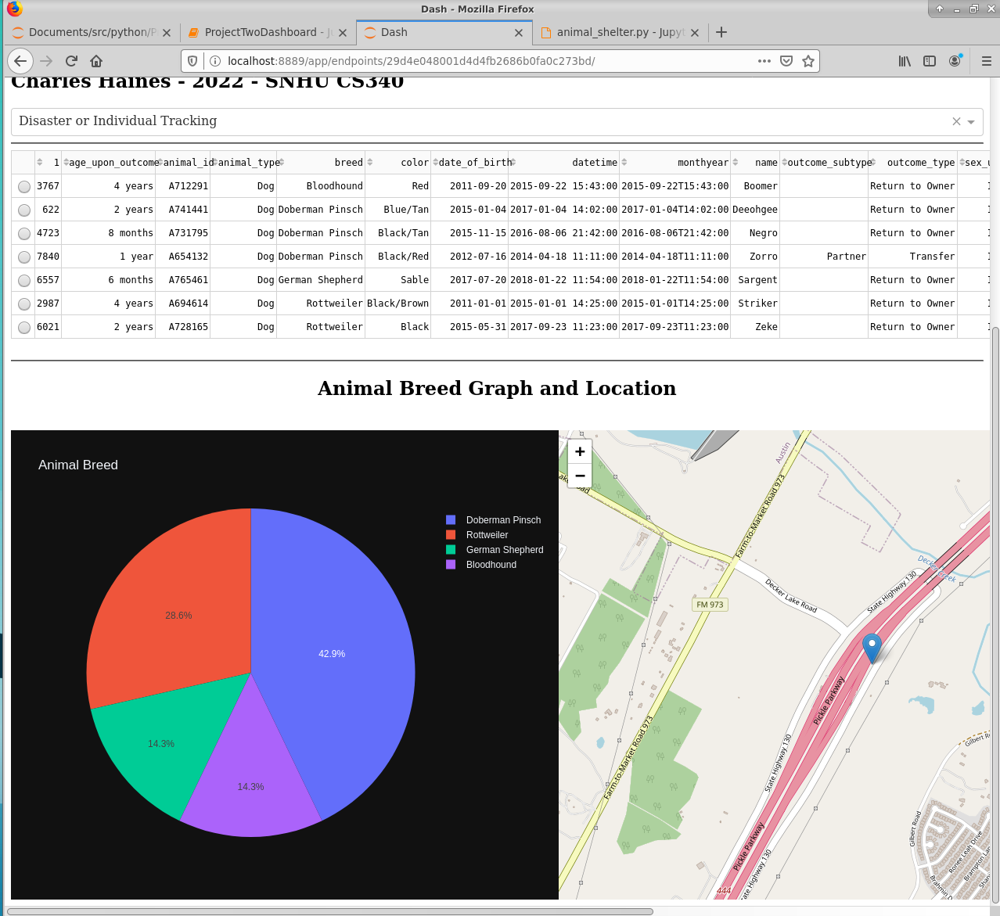 Dash - Mozilla Firefox
Documents/src/python/P
ProjectTwoDashboard - Ju
Dash
animal_shelter.py - Jupyt
localhost:8889/app/endpoints/29d4e048001d4d4fb2686b0fa0c273bd/
Charles Haines - 2022 - SNHU CS340
Disaster or Individual Tracking
1 age_upon_outcome animal_id animal_type breed color date_of_birth datetime monthyear name outcome_subtype outcome_type sex_u
3767 4 years A712291 Dog Bloodhound Red 2011-09-20 2015-09-22 15:43:00 2015-09-22T15:43:00 Boomer Return to Owner
622 2 years A741441 Dog Doberman Pinsch Blue/Tan 2015-01-04 2017-01-04 14:02:00 2017-01-04T14:02:00 Deeohgee Return to Owner
4723 8 months A731795 Dog Doberman Pinsch Black/Tan 2015-11-15 2016-08-06 21:42:00 2016-08-06T21:42:00 Negro Return to Owner
7840 1 year A654132 Dog Doberman Pinsch Black/Red 2012-07-16 2014-04-18 11:11:00 2014-04-18T11:11:00 Zorro Partner Transfer
6557 6 months A765461 Dog German Shepherd Sable 2017-07-20 2018-01-22 11:54:00 2018-01-22T11:54:00 Sargent Return to Owner
2987 4 years A694614 Dog Rottweiler Black/Brown 2011-01-01 2015-01-01 14:25:00 2015-01-01T14:25:00 Striker Return to Owner
6021 2 years A728165 Dog Rottweiler Black 2015-05-31 2017-09-23 11:23:00 2017-09-23T11:23:00 Zeke Return to Owner
Animal Breed Graph and Location
Animal Breed
Doberman Pinsch
Rottweiler
German Shepherd
Bloodhound
28.6%
42.9%
14.3%
14.3%
+
−
Austin
Lake Road
Farm-to-Market Road 973
Decker Creek
State Highway 130
Decker Lake Road
FM 973
Pickle Parkway
Farm-to-Market Road 973
State Highway 130
Gilbert R
Gilbert Road
Pickle Parkway
Ronee Leah Drive
Brampton La
Shan
Brahmin D
ate Highway 130
444